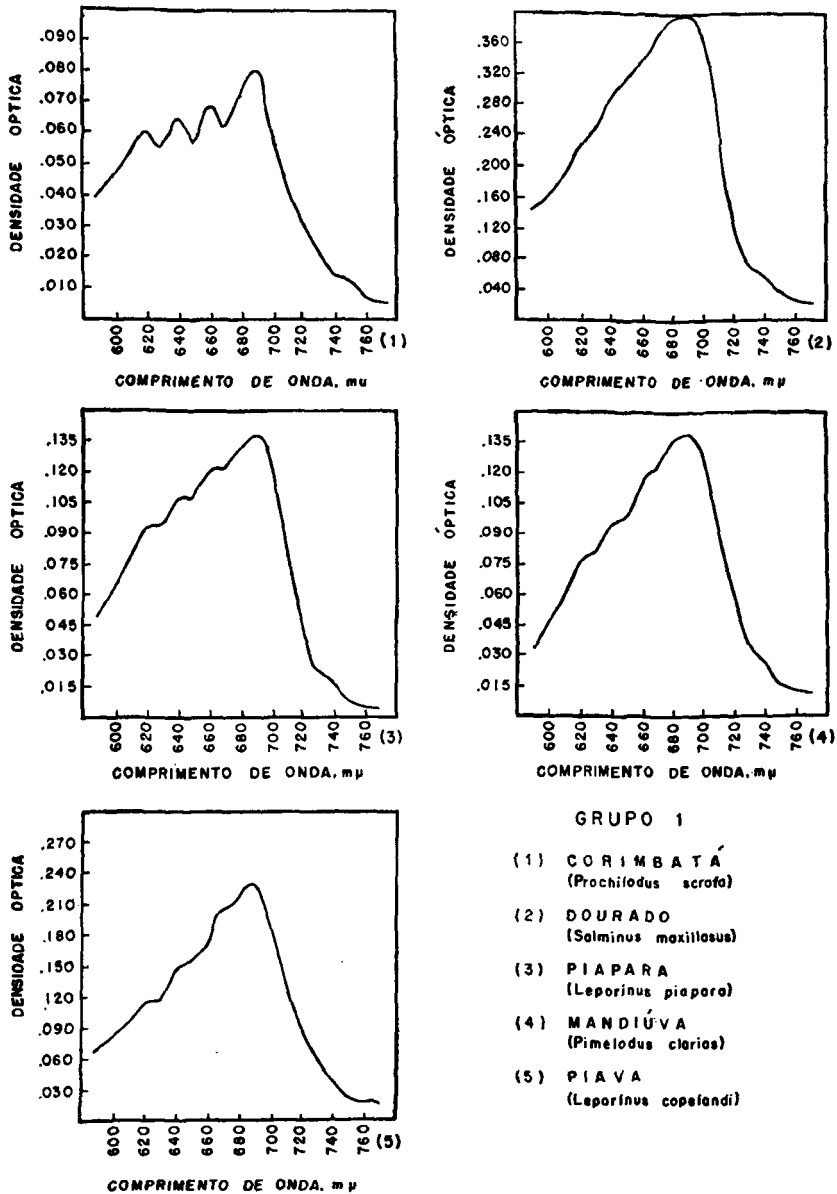 DENSIDADE OPTICA
.090
.080
.070
.060
.050
.040
.030
.020
.010
600 620 640 660 680 700 720 740 760 (1)
COMPRIMENTO DE ONDA, mu
DENSIDADE ÓPTICA
.360
.320
.280
.240
.200
.160
.120
.080
.040
600 620 640 660 680 700 720 740 760 (2)
COMPRIMENTO DE ONDA, mμ
DENSIDADE OPTICA
.135
.120
.105
.090
.075
.060
.045
.030
.015
600 620 640 660 680 700 720 740 760 (3)
COMPRIMENTO DE ONDA, mμ
DENSIDADE ÓPTICA
.135
.120
.105
.090
.075
.060
.045
.030
.015
600 620 640 660 680 700 720 740 760 (4)
COMPRIMENTO DE ONDA, mμ
DENSIDADE OPTICA
.270
.240
.210
.180
.150
.120
.090
.060
.030
600 620 640 660 680 700 720 740 760 (5)
COMPRIMENTO DE ONDA, mμ
GRUPO 1
(1) CORIMBATÁ
(Prochilodus scrofa)
(2) DOURADO
(Salminus maxillosus)
(3) PIAPARA
(Leporinus piapara)
(4) MANDIÚVA
(Pimelodus clarias)
(5) PIAVA
(Leporinus copelandi)